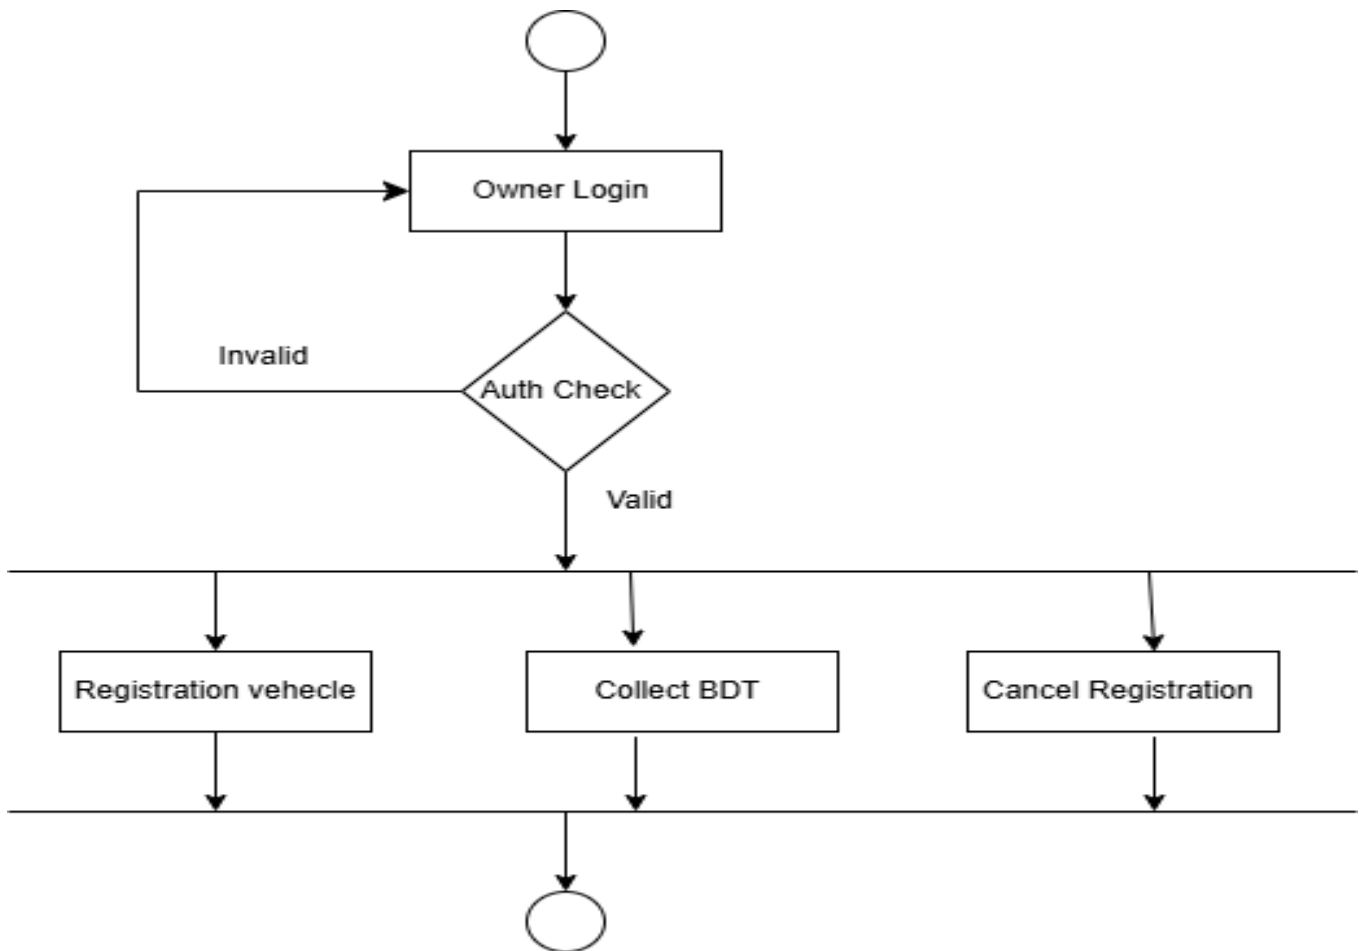 Owner Login
Invalid
Auth Check
Valid
Registration vehecle
Collect BDT
Cancel Registration